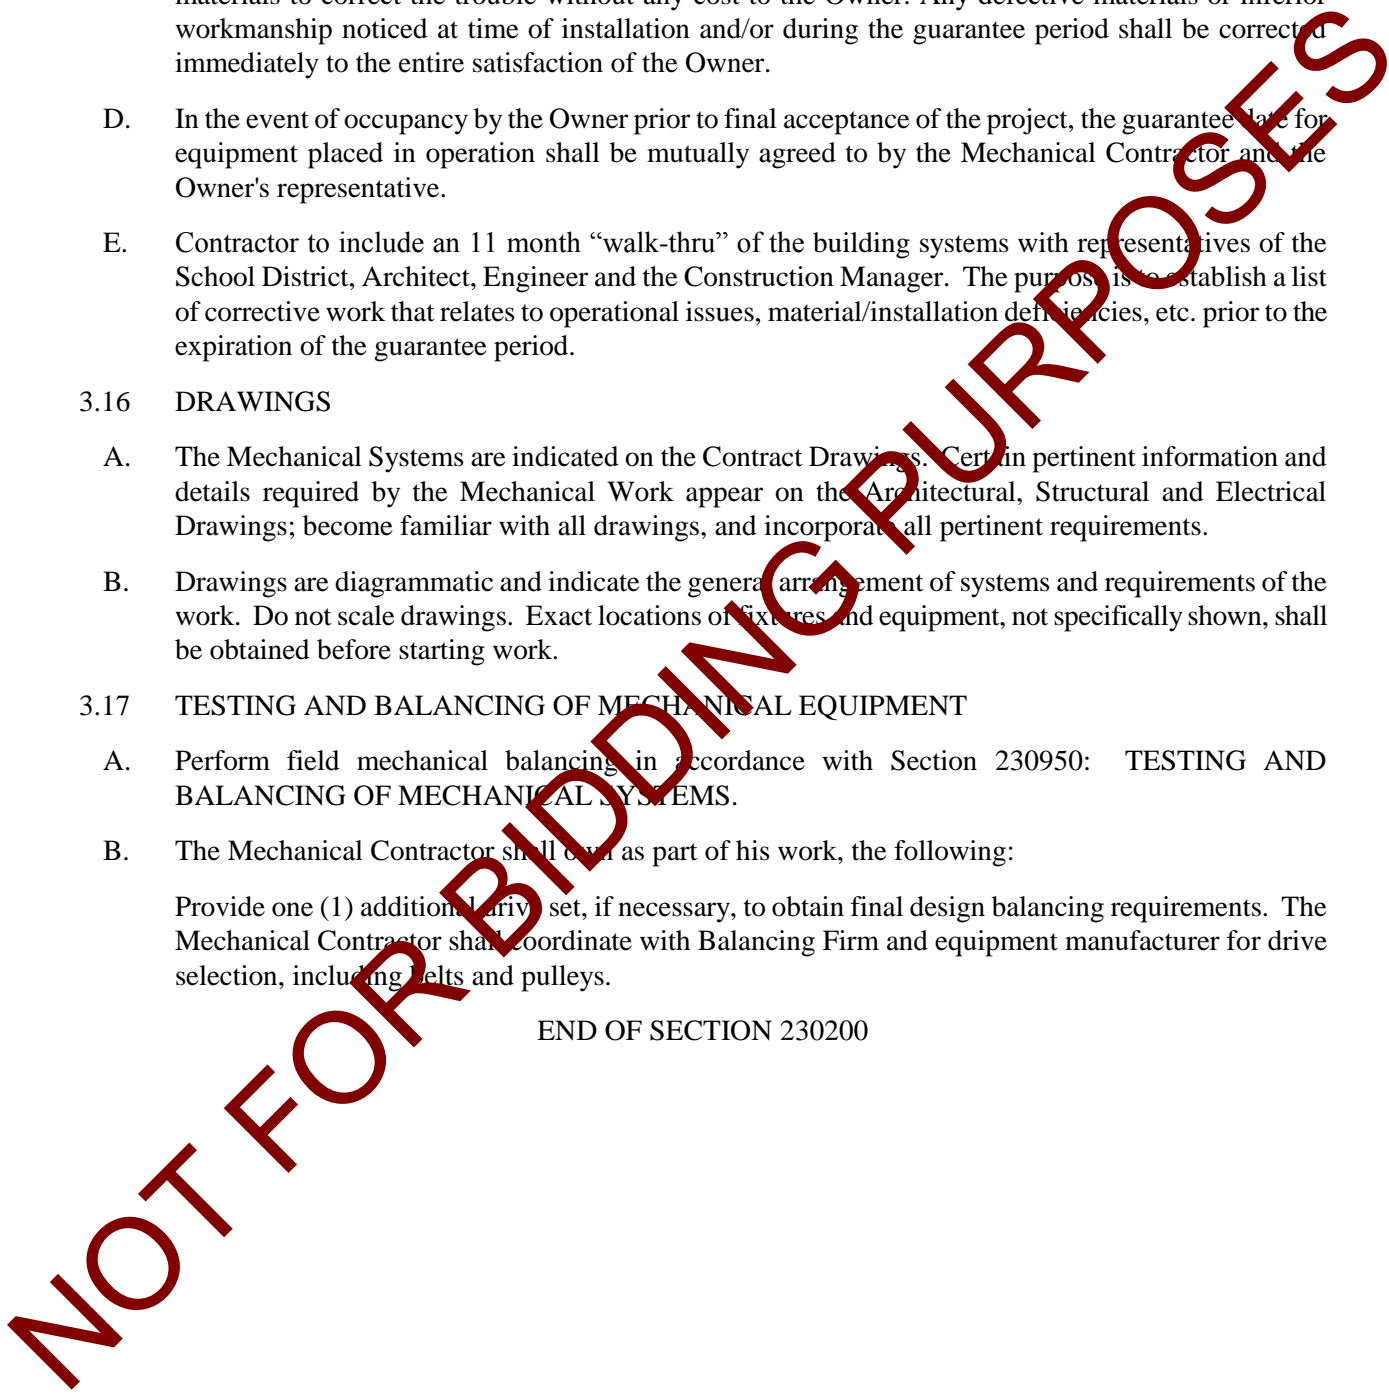 materials to correct the trouble without any cost to the Owner. Any defective materials or inferior
workmanship noticed at time of installation and/or during the guarantee period shall be corrected
immediately to the entire satisfaction of the Owner.
D. In the event of occupancy by the Owner prior to final acceptance of the project, the guarantee date for
equipment placed in operation shall be mutually agreed to by the Mechanical Contractor and the
Owner's representative.
E. Contractor to include an 11 month “walk-thru” of the building systems with representatives of the
School District, Architect, Engineer and the Construction Manager. The purpose is to establish a list
of corrective work that relates to operational issues, material/installation deficiencies, etc. prior to the
expiration of the guarantee period.
3.16 DRAWINGS
A. The Mechanical Systems are indicated on the Contract Drawings. Certain pertinent information and
details required by the Mechanical Work appear on the Architectural, Structural and Electrical
Drawings; become familiar with all drawings, and incorporate all pertinent requirements.
B. Drawings are diagrammatic and indicate the general arrangement of systems and requirements of the
work. Do not scale drawings. Exact locations of fixtures and equipment, not specifically shown, shall
be obtained before starting work.
3.17 TESTING AND BALANCING OF MECHANICAL EQUIPMENT
A. Perform field mechanical balancing in accordance with Section 230950: TESTING AND
BALANCING OF MECHANICAL SYSTEMS.
B. The Mechanical Contractor shall own as part of his work, the following:
Provide one (1) additional drive set, if necessary, to obtain final design balancing requirements. The
Mechanical Contractor shall coordinate with Balancing Firm and equipment manufacturer for drive
selection, including belts and pulleys.
END OF SECTION 230200
NOT FOR BIDDING PURPOSES